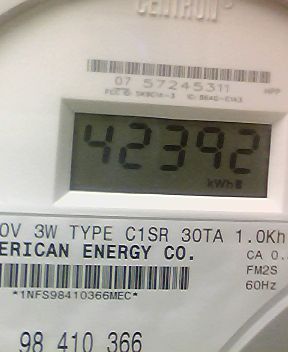 CENTRON®
07 57245311
HPP
42392
kWh
0V 3W TYPE C1SR 30TA 1.0Kh
ERICAN ENERGY CO.
CA 0.
FM2S
*1NFS98410366MEC*
60Hz
98 410 366